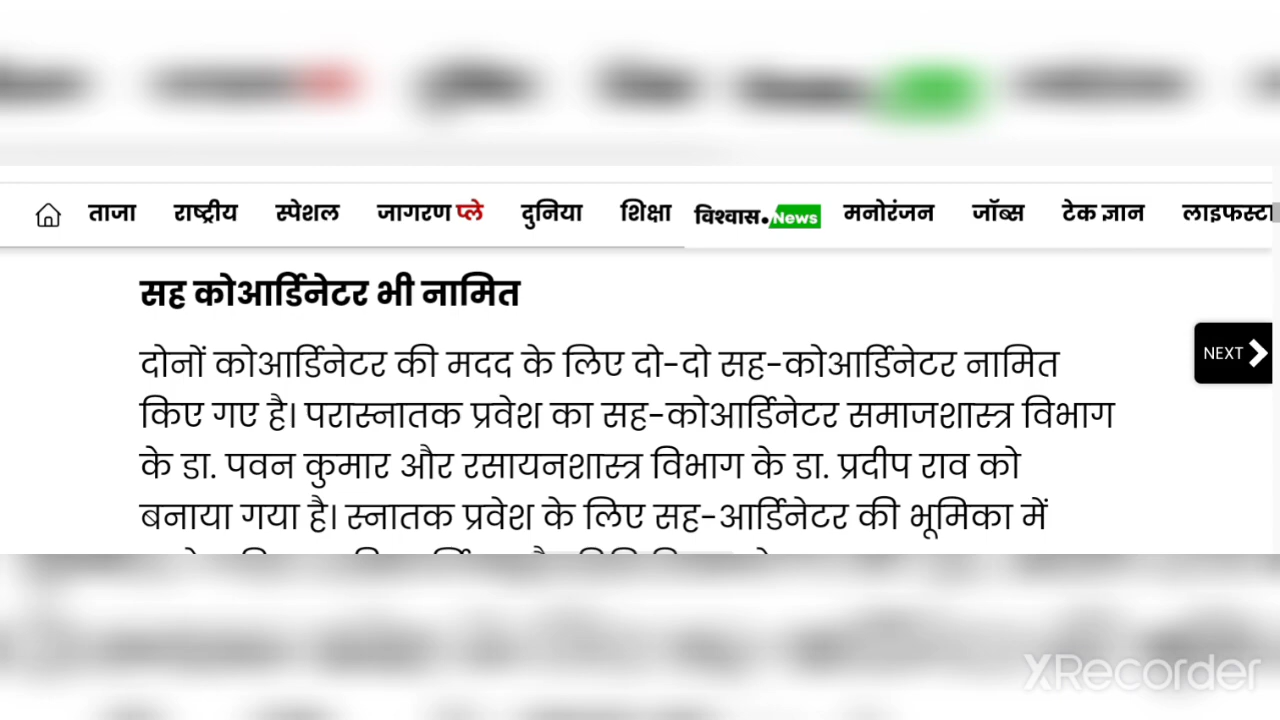 ताजा राष्ट्रीय स्पेशल जागरण प्ले दुनिया शिक्षा विश्वास.News मनोरंजन जॉब्स टेक ज्ञान लाइफस्टा
सह कोआर्डिनेटर भी नामित
दोनों कोआर्डिनेटर की मदद के लिए दो-दो सह-कोआर्डिनेटर नामित
NEXT
किए गए है। परास्नातक प्रवेश का सह-कोआर्डिनेटर समाजशास्त्र विभाग
के डा. पवन कुमार और रसायनशास्त्र विभाग के डा. प्रदीप राव को
बनाया गया है। स्नातक प्रवेश के लिए सह-आर्डिनेटर की भूमिका में
XRecorder